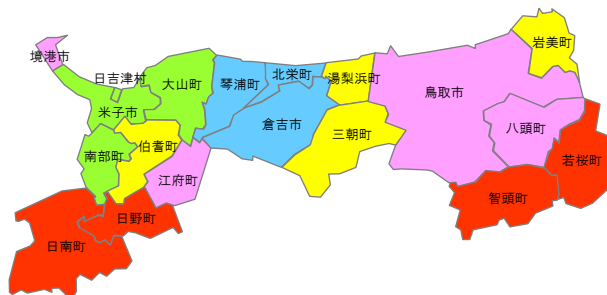 岩美町
境港市
日吉津村
大山町
琴浦町
北栄町
湯梨浜町
鳥取市
米子市
倉吉市
三朝町
八頭町
南部町
伯耆町
江府町
若桜町
智頭町
日野町
日南町